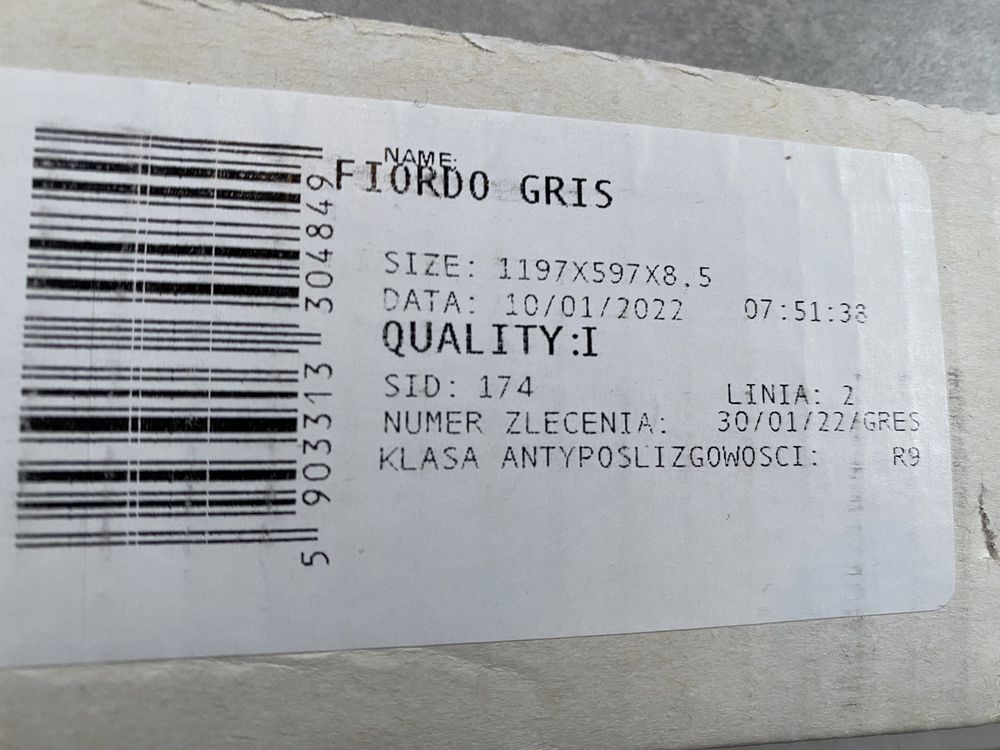 NAME:
FIORDO GRIS
SIZE: 1197X597X8,5
DATA: 10/01/2022 07:51:38
QUALITY:I
SID: 174 LINIA: 2
NUMER ZLECENIA: 30/01/22/GRES
KLASA ANTYPOSLIZGOWOSCI: R9
5 903313 304849